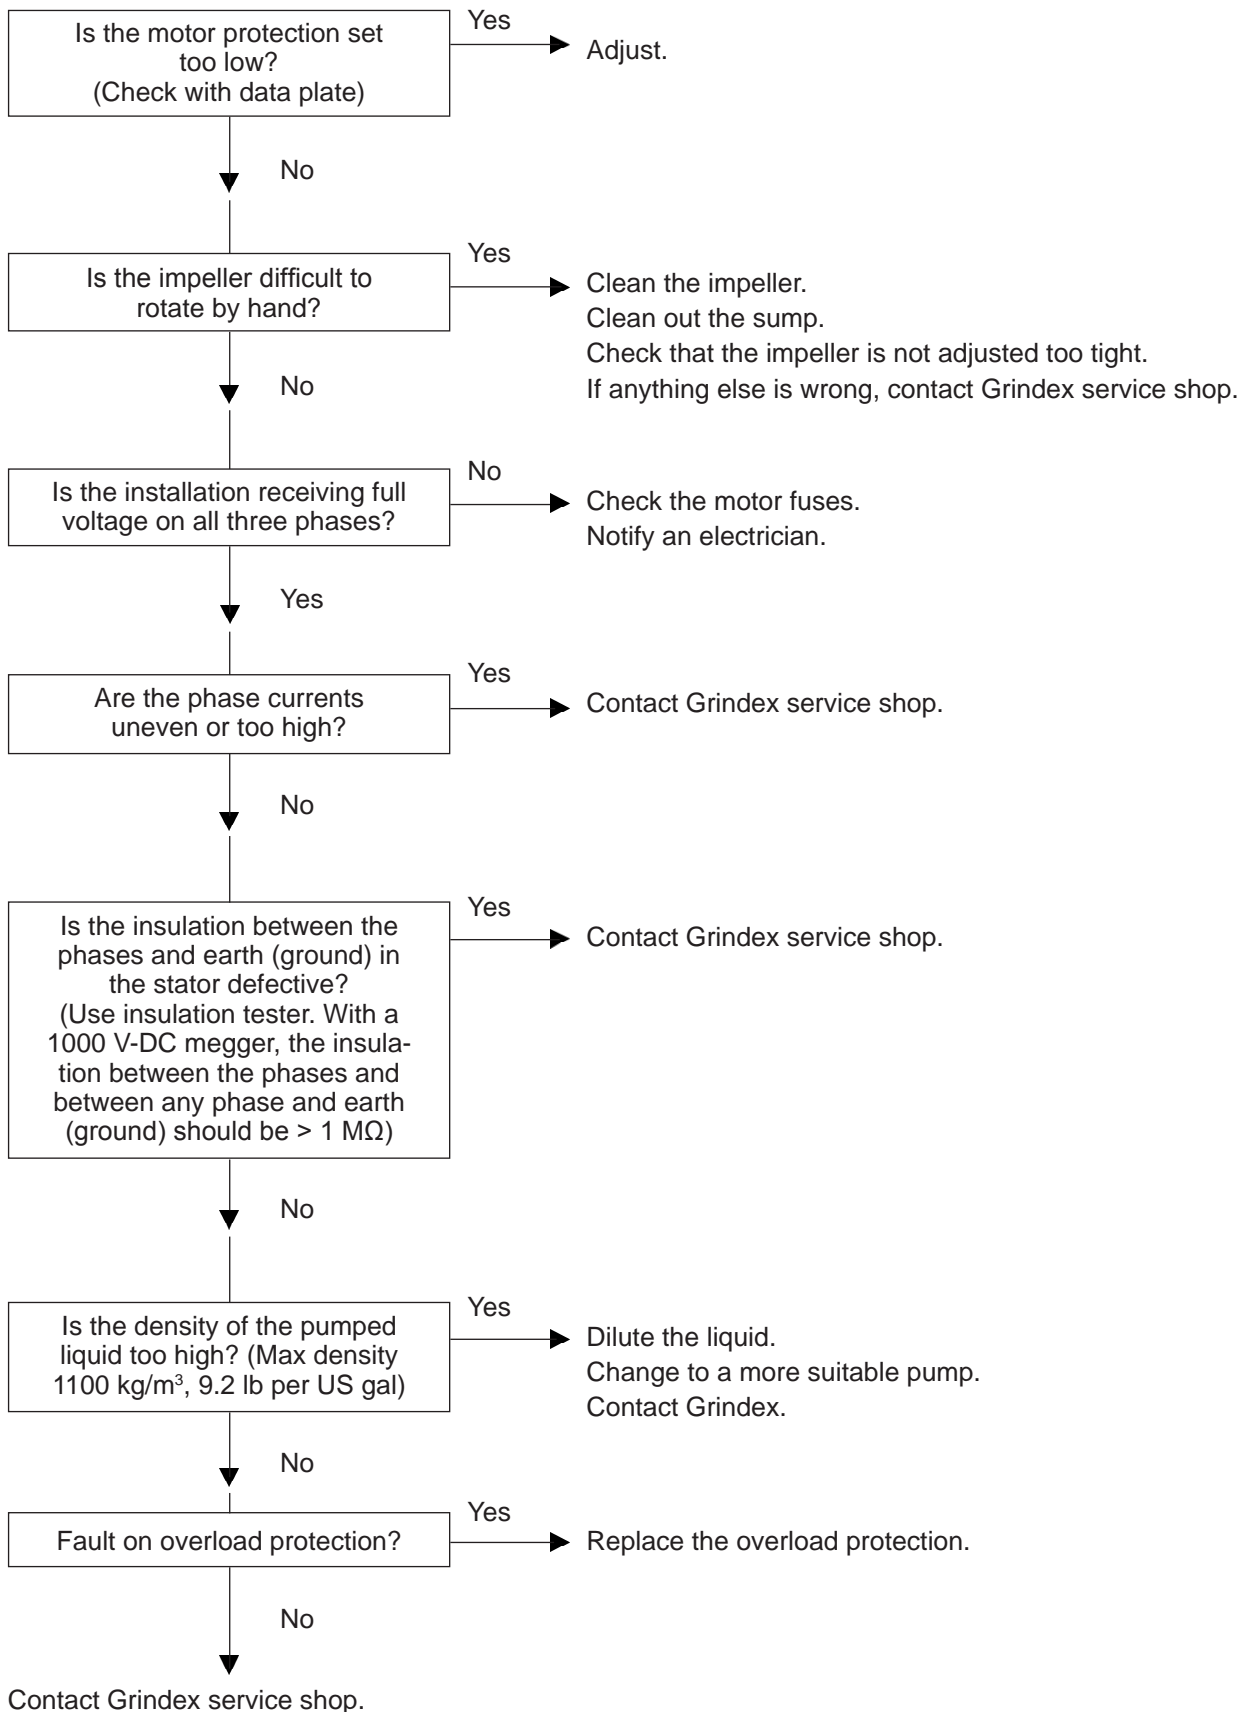 Is the motor protection set
too low?
(Check with data plate)
Yes
Adjust.
No
Is the impeller difficult to
rotate by hand?
Yes
Clean the impeller.
Clean out the sump.
Check that the impeller is not adjusted too tight.
If anything else is wrong, contact Grindex service shop.
No
Is the installation receiving full
voltage on all three phases?
No
Check the motor fuses.
Notify an electrician.
Yes
Are the phase currents
uneven or too high?
Yes
Contact Grindex service shop.
No
Is the insulation between the
phases and earth (ground) in
the stator defective?
(Use insulation tester. With a
1000 V-DC megger, the insula-
tion between the phases and
between any phase and earth
(ground) should be > 1 MΩ)
Yes
Contact Grindex service shop.
No
Is the density of the pumped
liquid too high? (Max density
1100 kg/m³, 9.2 lb per US gal)
Yes
Dilute the liquid.
Change to a more suitable pump.
Contact Grindex.
No
Fault on overload protection?
Yes
Replace the overload protection.
No
Contact Grindex service shop.